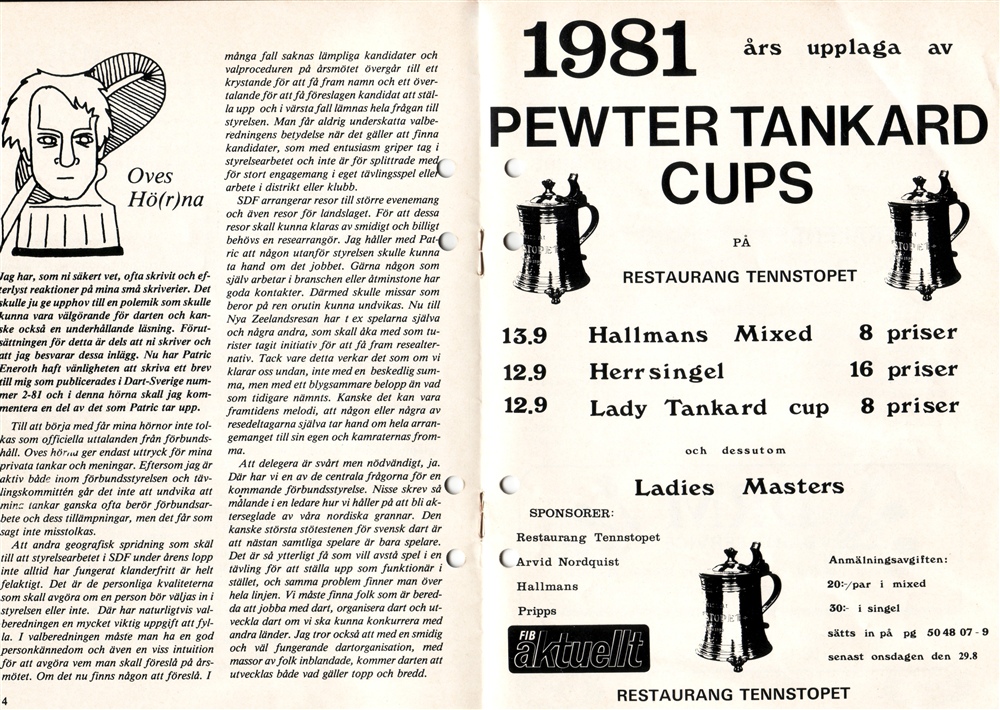 Oves
Hö(r)na
Jag har, som ni säkert vet, ofta skrivit och ef-
terlyst reaktioner på mina små skriverier. Det
skulle ju ge upphov till en polemik som skulle
kunna vara välgörande för darten och kan-
ske också en underhållande läsning. Förut-
sättningen för detta är dels att ni skriver och
att jag besvarar dessa inlägg. Nu har Patric
Eneroth haft vänligheten att skriva ett brev
till mig som publicerades i Dart-Sverige num-
mer 2-81 och i denna hörna skall jag kom-
mentera en del av det som Patric tar upp.
Till att börja med får mina hörnor inte tol-
kas som officiella uttalanden från förbunds-
håll. Oves hörna ger endast uttryck för mina
privata tankar och meningar. Eftersom jag är
aktiv både inom förbundsstyrelsen och täv-
lingskommittén går det inte att undvika att
mina tankar ganska ofta berör förbundsar-
bete och dess tillämpningar, men det får som
sagt inte misstolkas.
Att andra geografisk spridning som skäl
till att styrelsearbetet i SDF under årens lopp
inte alltid har fungerat klanderfritt är helt
felaktigt. Det är de personliga kvaliteterna
som skall avgöra om en person bör väljas in i
styrelsen eller inte. Där har naturligtvis val-
beredningen en mycket viktig uppgift att fyl-
la. I valberedningen måste man ha en god
personkännedom och även en viss intuition
för att avgöra vem man skall föreslå på års-
mötet. Om det nu finns någon att föreslå. I
4
många fall saknas lämpliga kandidater och
valproceduren på årsmötet övergår till ett
krystande för att få fram namn och ett över-
talande för att få föreslagen kandidat att stäl-
la upp och i värsta fall lämnas hela frågan till
styrelsen. Man får aldrig underskatta valbe-
redningens betydelse när det gäller att finna
kandidater, som med entusiasm griper tag i
styrelsearbetet och inte är för splittrade med
för stort engagemang i eget tävlingsspel eller
arbete i distrikt eller klubb.
SDF arrangerar resor till större evenemang
och även resor för landslaget. För att dessa
resor skall kunna klaras av smidigt och billigt
behövs en researrangör. Jag håller med Pat-
ric att någon utanför styrelsen skulle kunna
ta hand om det jobbet. Gärna någon som
själv arbetar i branschen eller åtminstone har
goda kontakter. Därmed skulle missar som
beror på ren orutin kunna undvikas. Nu till
Nya Zeelandsresan har t ex spelarna själva
och några andra, som skall åka med som tu-
rister tagit initiativ för att få fram resealter-
nativ. Tack vare detta verkar det som om vi
klarar oss undan, inte med en beskedlig sum-
ma, men med ett blygsammare belopp än vad
som tidigare nämnts. Kanske det kan vara
framtidens melodi, att någon eller några av
resedeltagarna själva tar hand om hela arran-
gemanget till sin egen och kamraternas from-
ma.
Att delegera är svårt men nödvändigt, ja.
Där har vi en av de centrala frågorna för en
kommande förbundsstyrelse. Nisse skrev så
målande i en ledare hur vi håller på att bli ak-
terseglade av våra nordiska grannar. Den
kanske största stötestenen för svensk dart är
att nästan samtliga spelare är bara spelare.
Det är så ytterligt få som vill avstå spel i en
tävling för att ställa upp som funktionär i
stället, och samma problem finner man över
hela linjen. Vi måste finna folk som är bered-
da att jobba med dart, organisera dart och ut-
veckla dart om vi ska kunna konkurrera med
andra länder. Jag tror också att med en smidig
och väl fungerande dartorganisation, med
massor av folk inblandade, kommer darten att
utvecklas både vad gäller topp och bredd.
1981 års upplaga av
PEWTER TANKARD
CUPS
PÅ
RESTAURANG TENNSTOPET
13.9 Hallmans Mixed 8 priser
12.9 Herrsingel 16 priser
12.9 Lady Tankard cup 8 priser
och dessutom
Ladies Masters
SPONSORER:
Restaurang Tennstopet
Arvid Nordquist
Hallmans
Pripps
FIB
aktuellt
Anmälningsavgiften:
20:-/par i mixed
30:- i singel
sätts in på pg 50 48 07 - 9
senast onsdagen den 29.8
RESTAURANG TENNSTOPET